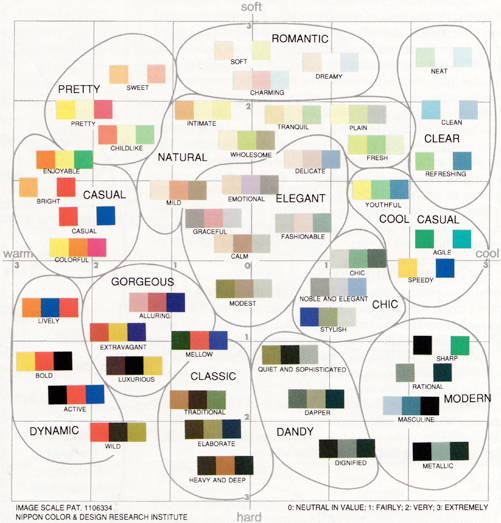 soft
3
ROMANTIC
SOFT
DREAMY
CHARMING
NEAT
PRETTY
SWEET
2
PRETTY
INTIMATE
TRANQUIL
PLAIN
CLEAN
CLEAR
CHILDLIKE
WHOLESOME
FRESH
NATURAL
ENJOYABLE
DELICATE
REFRESHING
1
BRIGHT
CASUAL
MILD
EMOTIONAL
ELEGANT
YOUTHFUL
CASUAL
GRACEFUL
FASHIONABLE
COOL CASUAL
AGILE
COLORFUL
CALM
CHIC
SPEEDY
warm
cool
3
2
1
0
1
2
3
GORGEOUS
MODEST
NOBLE AND ELEGANT
CHIC
LIVELY
ALLURING
STYLISH
EXTRAVAGANT
MELLOW
1
SHARP
BOLD
LUXURIOUS
QUIET AND SOPHISTICATED
CLASSIC
RATIONAL
ACTIVE
TRADITIONAL
DAPPER
MASCULINE
MODERN
2
DYNAMIC
WILD
ELABORATE
DANDY
HEAVY AND DEEP
DIGNIFIED
METALLIC
3
IMAGE SCALE PAT. 1106334
0: NEUTRAL IN VALUE; 1: FAIRLY; 2: VERY; 3: EXTREMELY
NIPPON COLOR & DESIGN RESEARCH INSTITUTE
hard